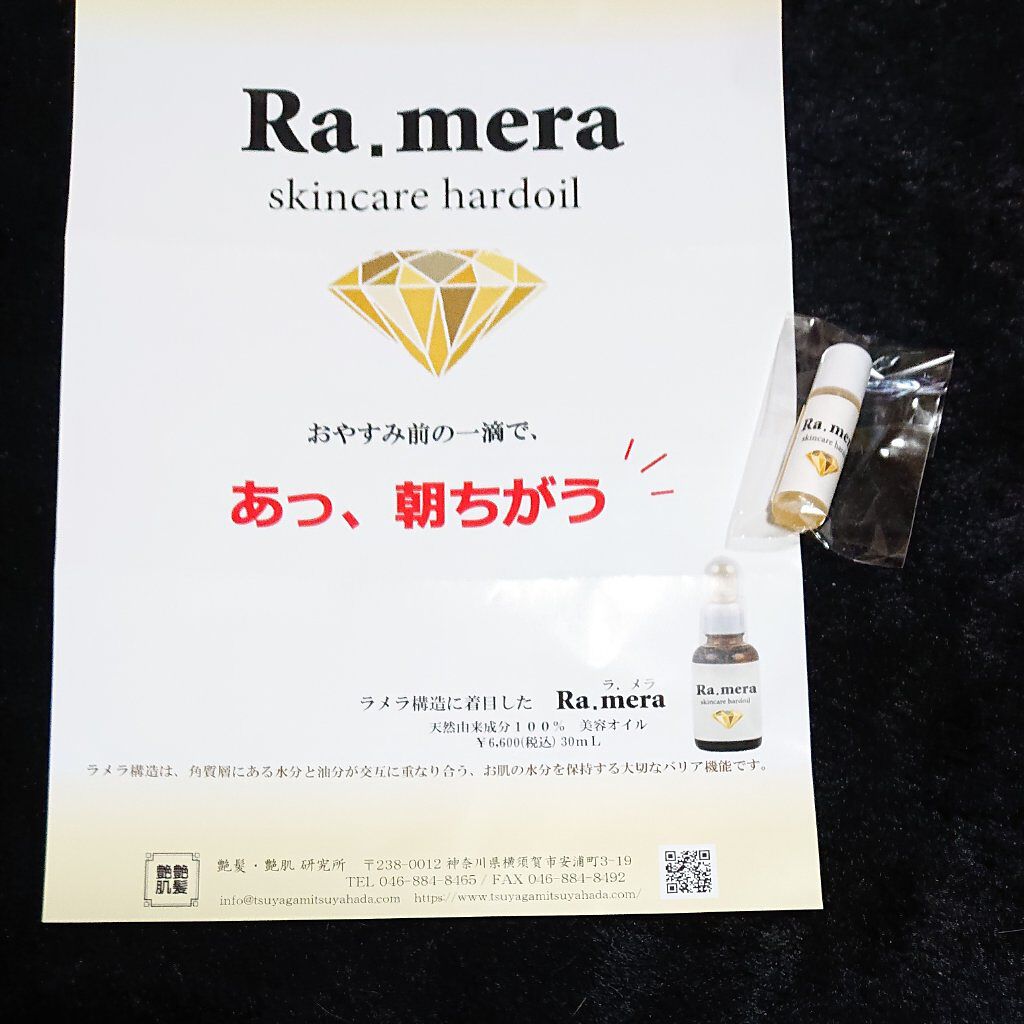 Ra.mera
skincare hardoil
おやすみ前の一滴で、
あっ、朝ちがう
Ra.me
skincare hardoil
ラ．メラ
ラメラ構造に着目した Ra.mera
天然由来成分１００％ 美容オイル
￥6,600(税込) 30mL
Ra.mera
skincare hardoil
ラメラ構造は、角質層にある水分と油分が交互に重なり合う、お肌の水分を保持する大切なバリア機能です。
艶髪
艶肌
艶髪・艶肌 研究所 〒238-0012 神奈川県横須賀市安浦町3-19
TEL 046-884-8465 / FAX 046-884-8492
info@tsuyagamitsuyahada.com https://www.tsuyagamitsuyahada.com/